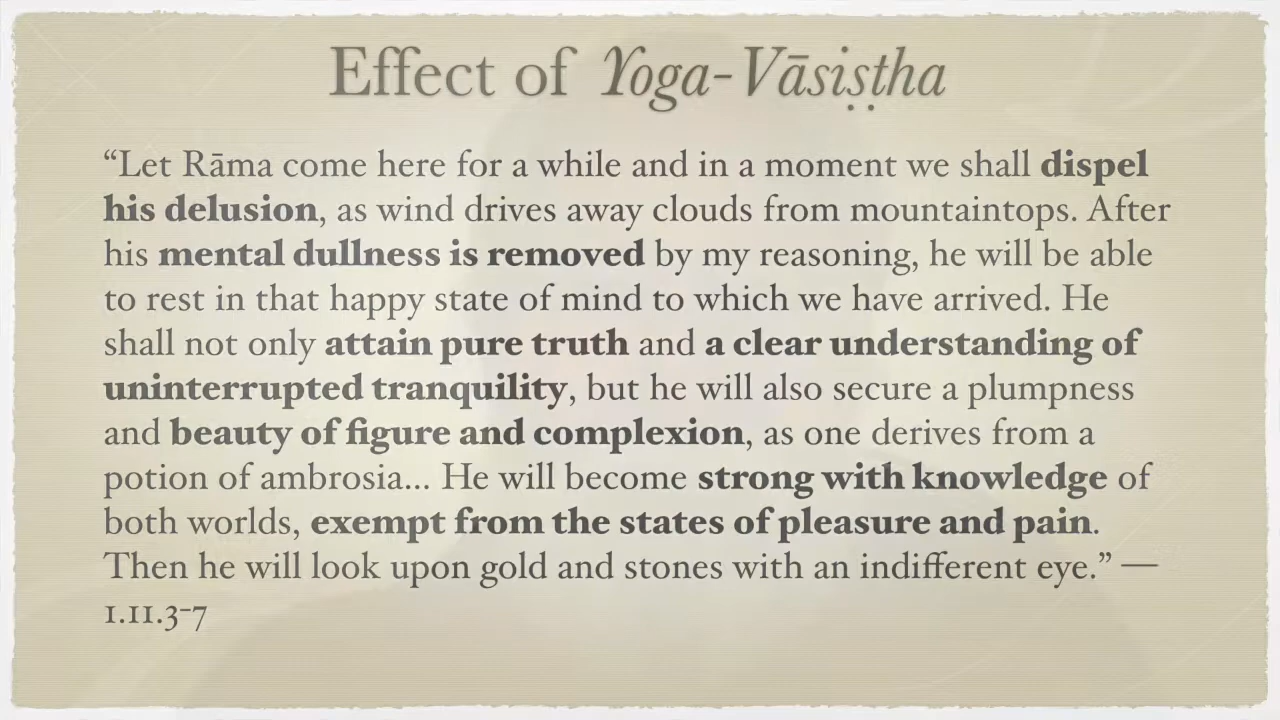 Effect of Yoga-Vāsiṣṭha
“Let Rāma come here for a while and in a moment we shall dispel
his delusion, as wind drives away clouds from mountaintops. After
his mental dullness is removed by my reasoning, he will be able
to rest in that happy state of mind to which we have arrived. He
shall not only attain pure truth and a clear understanding of
uninterrupted tranquility, but he will also secure a plumpness
and beauty of figure and complexion, as one derives from a
potion of ambrosia... He will become strong with knowledge of
both worlds, exempt from the states of pleasure and pain.
Then he will look upon gold and stones with an indifferent eye.” —
1.11.3-7